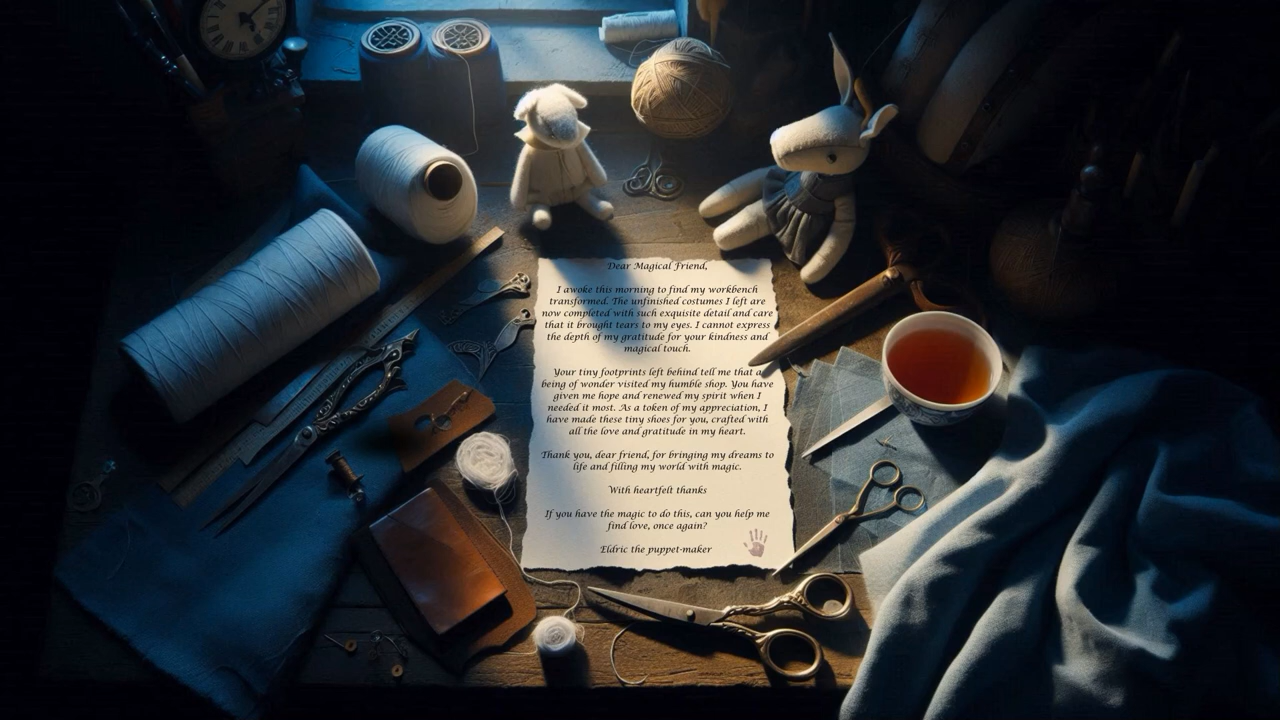 Dear Magical Friend,
I awoke this morning to find my workbench
transformed. The unfinished costumes I left are
now completed with such exquisite detail and care
that it brought tears to my eyes. I cannot express
the depth of my gratitude for your kindness and
magical touch.
Your tiny footprints left behind tell me that a
being of wonder visited my humble shop. You have
given me hope and renewed my spirit when I
needed it most. As a token of my appreciation, I
have made these tiny shoes for you, crafted with
all the love and gratitude in my heart.
Thank you, dear friend, for bringing my dreams to
life and filling my world with magic.
With heartfelt thanks
If you have the magic to do this, can you help me
find love, once again?
Eldric the puppet-maker